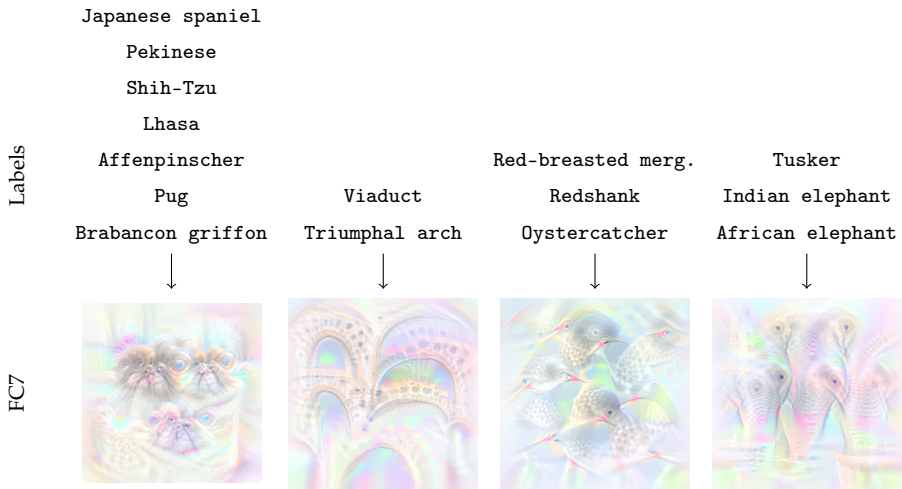 Japanese spaniel
Pekinese
Shih-Tzu
Lhasa
Affenpinscher
Pug
Brabancon griffon
Viaduct
Triumphal arch
Red-breasted merg.
Redshank
Oystercatcher
Tusker
Indian elephant
African elephant
Labels
FC7